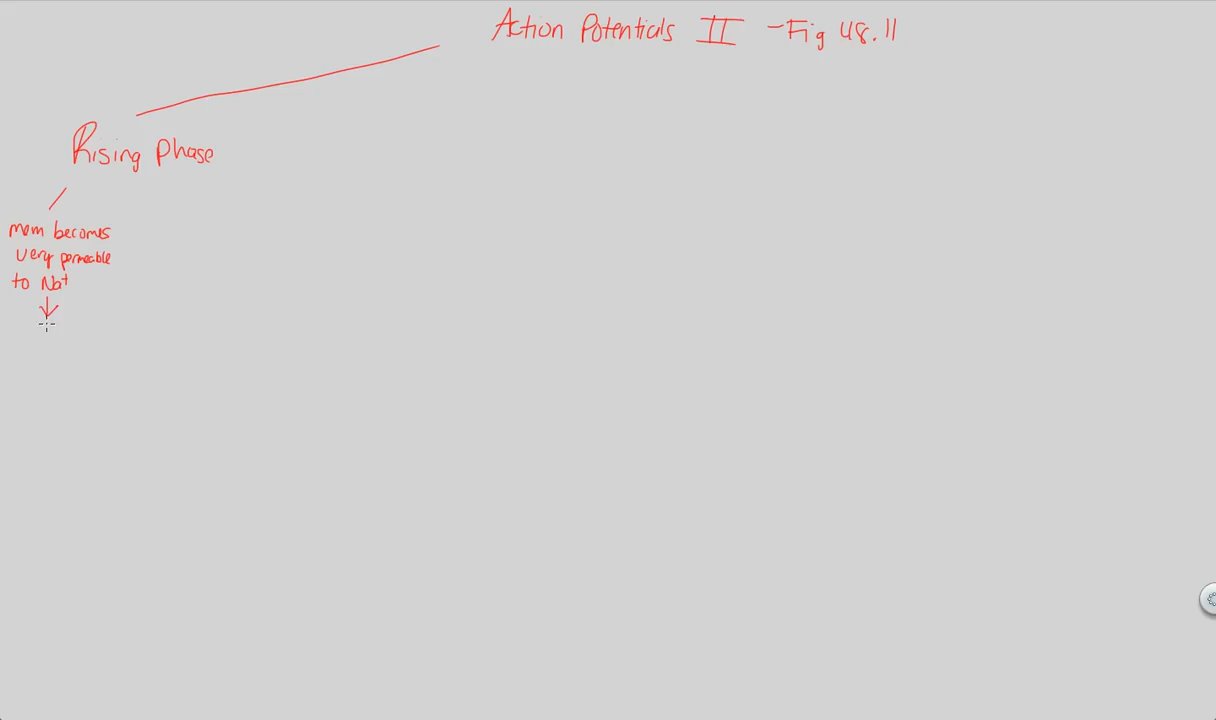 Action Potentials II - Fig 48.11
Rising Phase
mem becomes
very permeable
to Na+